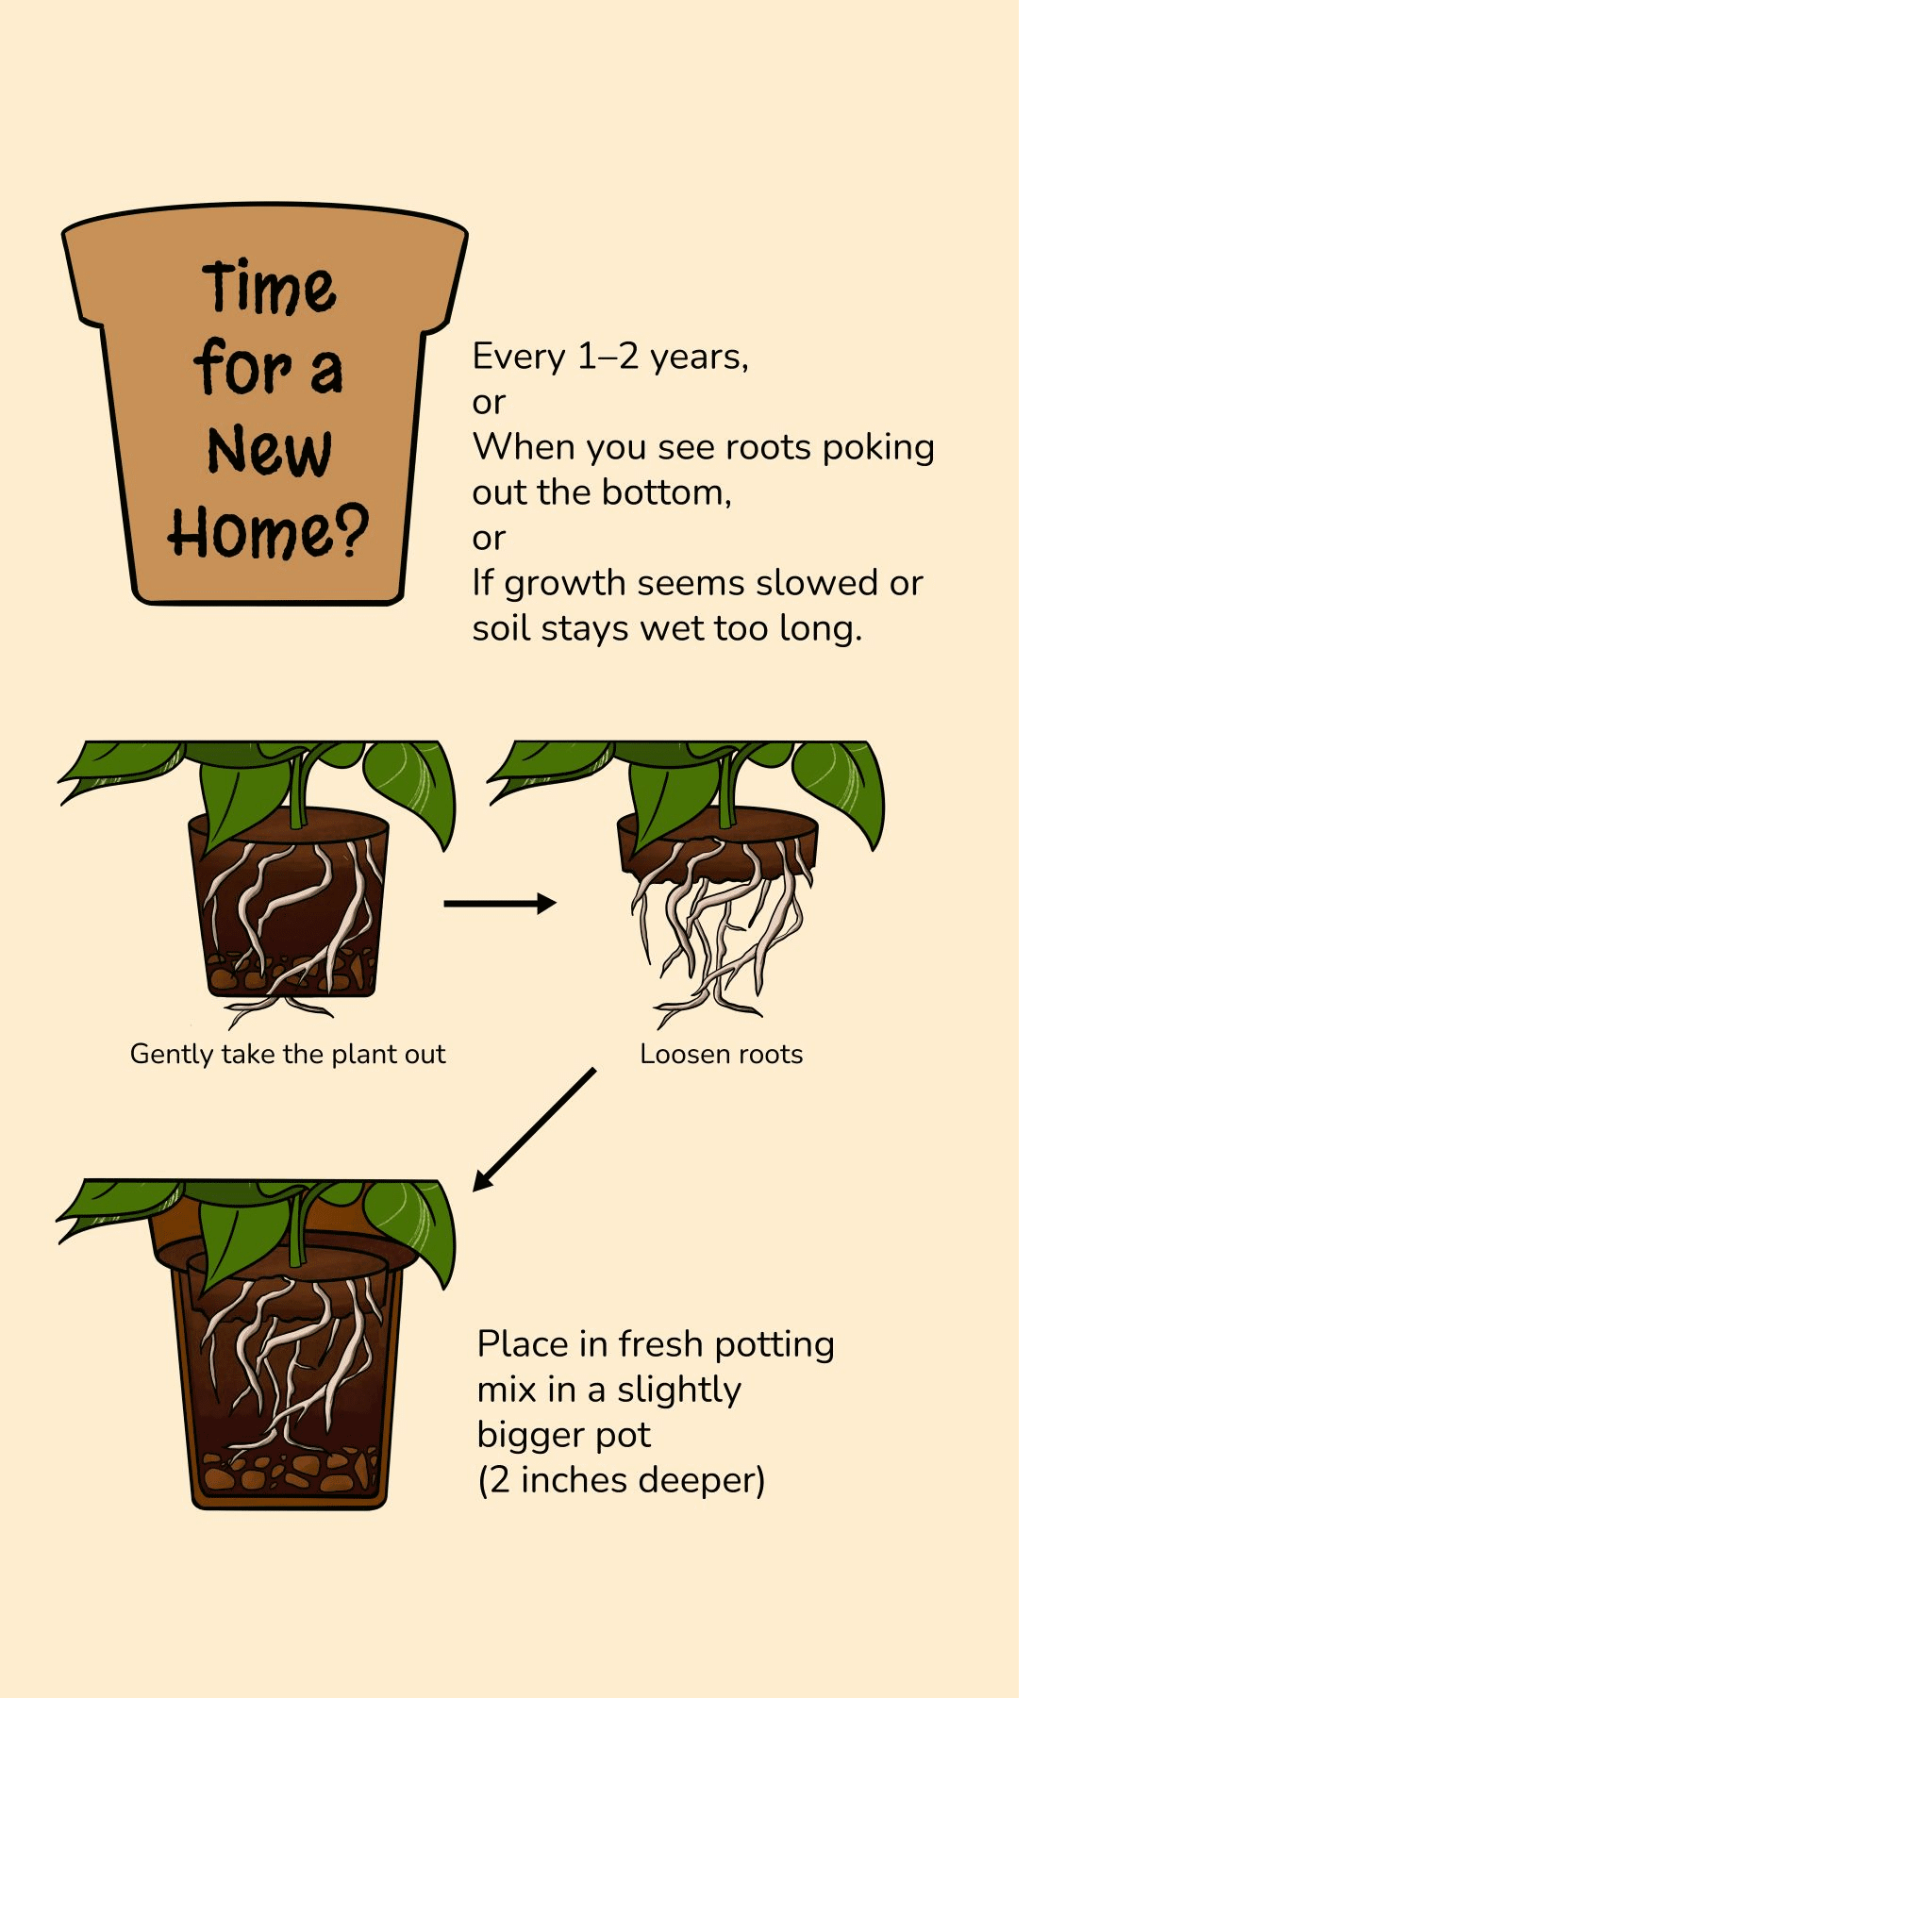 Time
for a
New
Home?
Every 1–2 years,
or
When you see roots poking
out the bottom,
or
If growth seems slowed or
soil stays wet too long.
Gently take the plant out
Loosen roots
Place in fresh potting
mix in a slightly
bigger pot
(2 inches deeper)